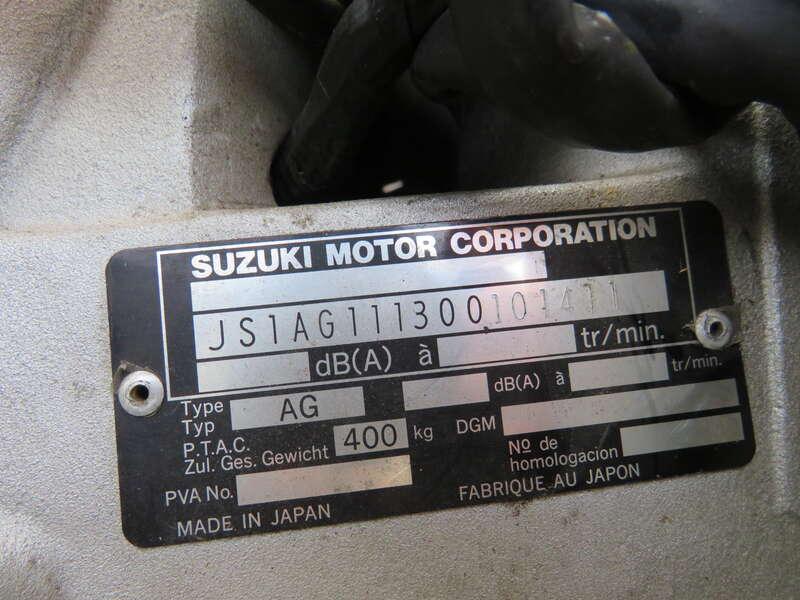 SUZUKI MOTOR CORPORATION
JS1AG111300101411
dB(A) à tr/min.
Type AG dB(A) à tr/min.
Typ
P.T.A.C. 400 kg DGM
Zul. Ges. Gewicht
Nº de
homologacion
PVA No.
MADE IN JAPAN FABRIQUE AU JAPON